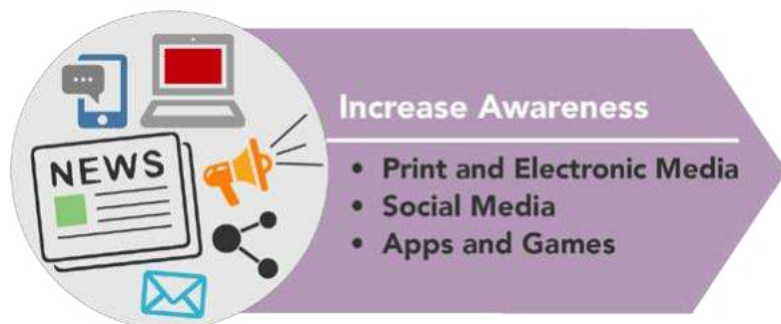 NEWS
Increase Awareness
• Print and Electronic Media
• Social Media
• Apps and Games